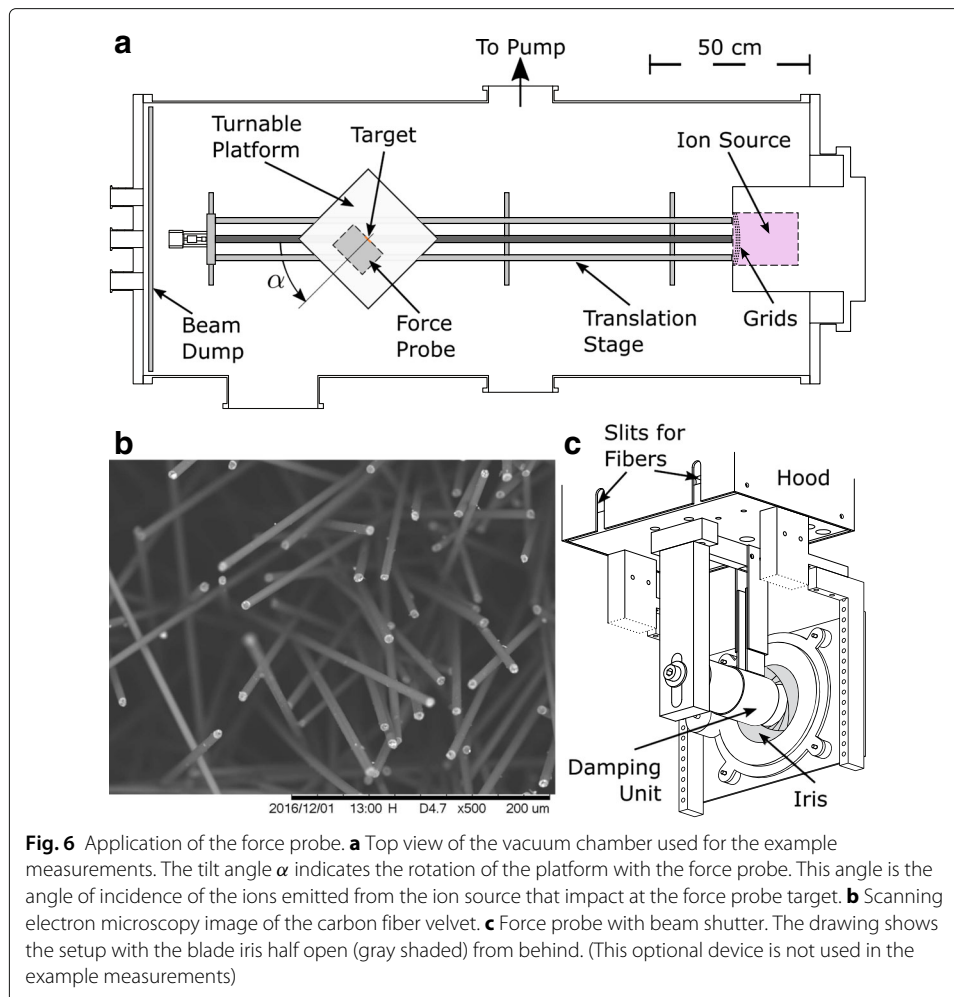 a
To Pump
50 cm
Turnable
Platform
Target
Ion Source
α
Beam
Dump
Force
Probe
Translation
Stage
Grids
b
2016/12/01 13:00 H D4.7 x500 200 um
c
Slits for
Fibers
Hood
Damping
Unit
Iris
Fig. 6 Application of the force probe. a Top view of the vacuum chamber used for the example
measurements. The tilt angle α indicates the rotation of the platform with the force probe. This angle is the
angle of incidence of the ions emitted from the ion source that impact at the force probe target. b Scanning
electron microscopy image of the carbon fiber velvet. c Force probe with beam shutter. The drawing shows
the setup with the blade iris half open (gray shaded) from behind. (This optional device is not used in the
example measurements)